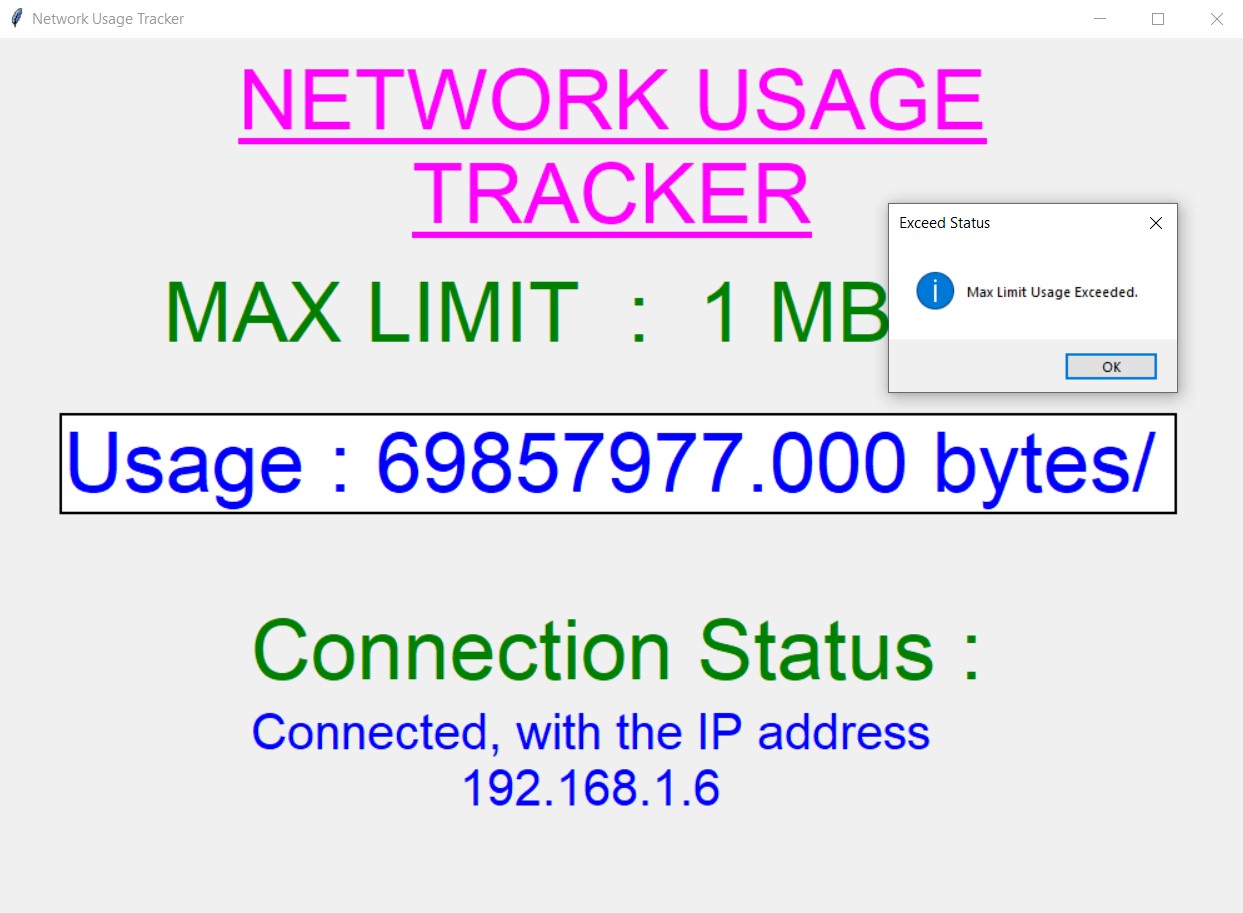 Network Usage Tracker
NETWORK USAGE
TRACKER
Exceed Status
Max Limit Usage Exceeded.
OK
MAX LIMIT : 1 MB
Usage : 69857977.000 bytes/
Connection Status :
Connected, with the IP address
192.168.1.6